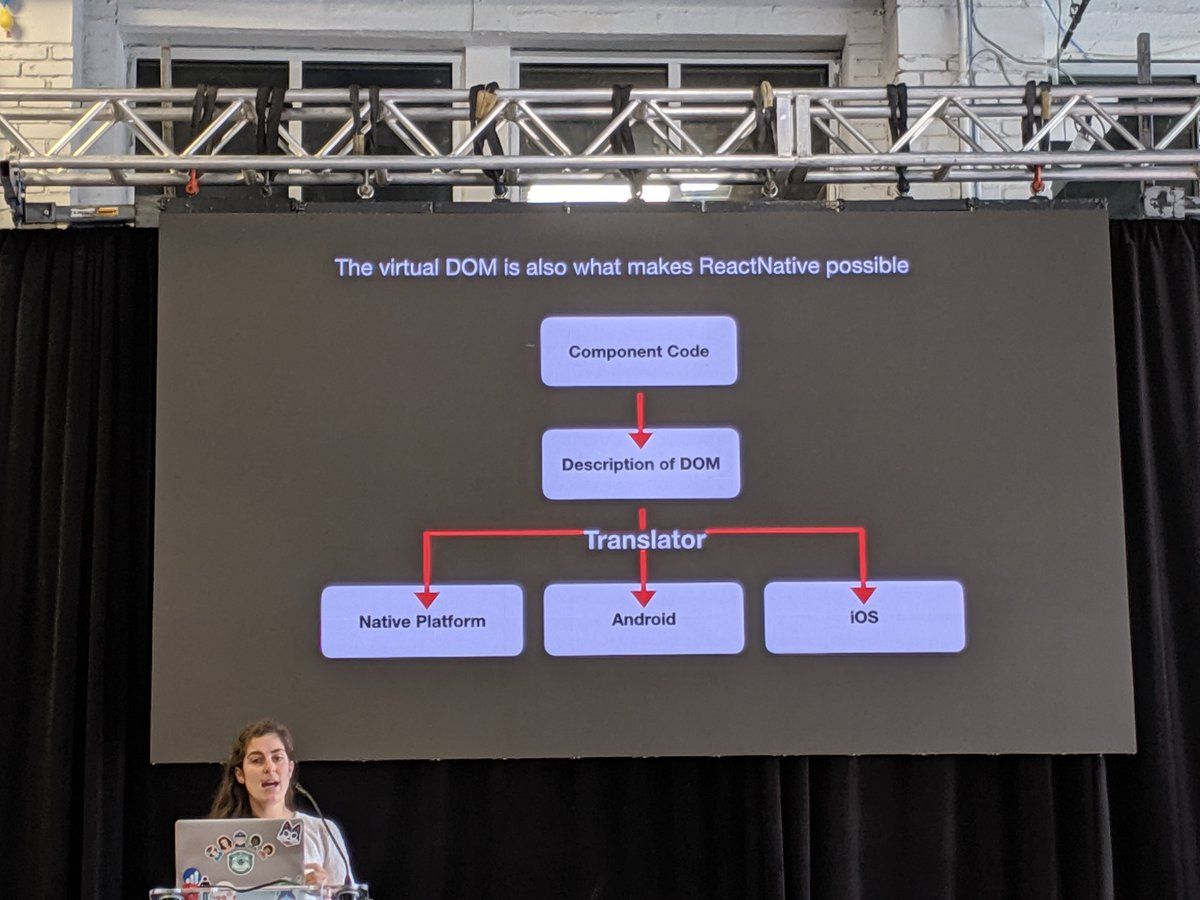 The virtual DOM is also what makes ReactNative possible
Component Code
Description of DOM
Translator
Native Platform
Android
iOS